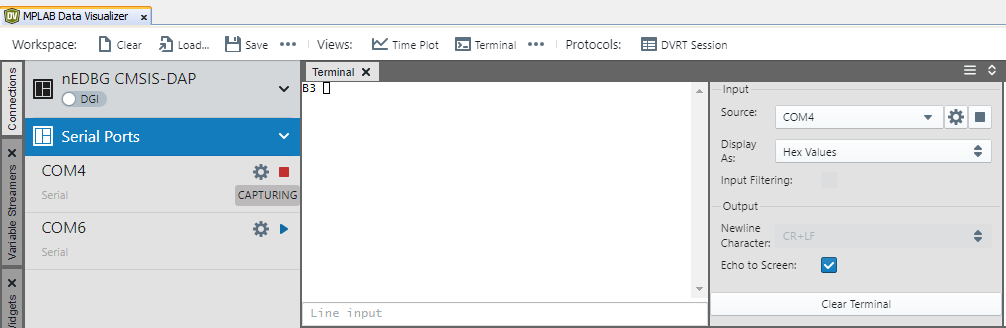 MPLAB Data Visualizer
Workspace: Clear Load... Save Views: Time Plot Terminal Protocols: DVRT Session
Connections
Variable Streamers
nEDBG CMSIS-DAP
DGI
Serial Ports
COM4
Serial
CAPTURING
COM6
Serial
Terminal
B3
Line input
Input
Source: COM4
Display As: Hex Values
Input Filtering:
Output
Newline Character: CR+LF
Echo to Screen:
Clear Terminal